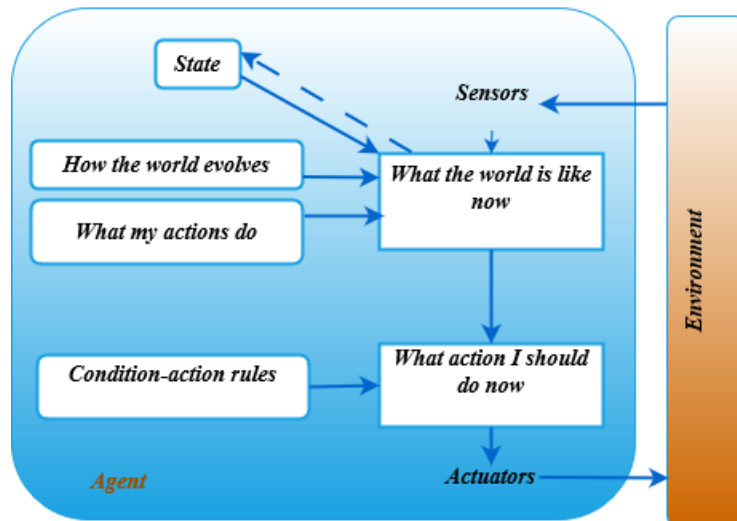 State
Sensors
How the world evolves
What the world is like
now
What my actions do
Environment
Condition-action rules
What action I should
do now
Agent
Actuators